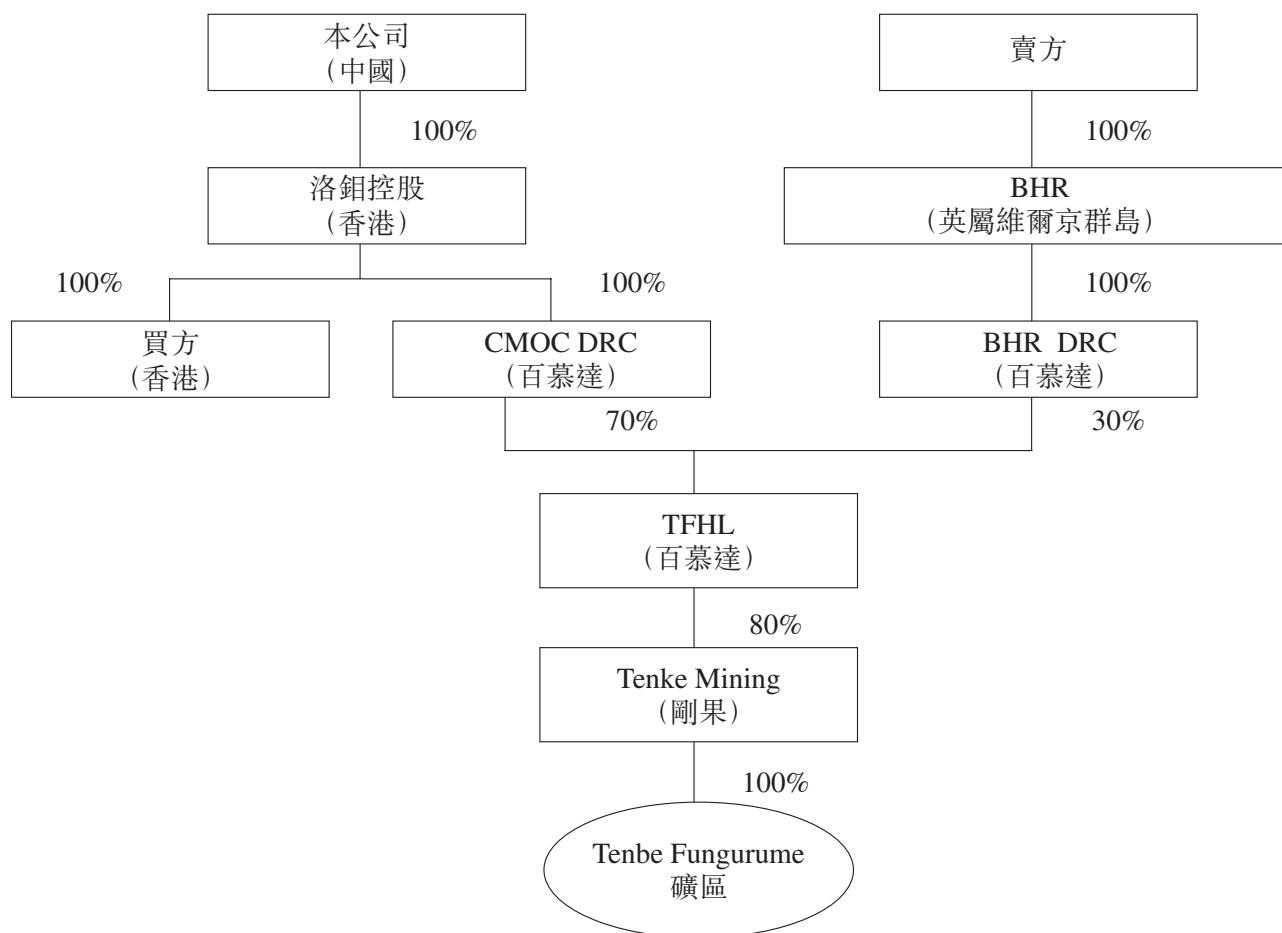 本公司
（中國）
賣方
100%
100%
洛鉬控股
（香港）
BHR
（英屬維爾京群島）
100%
100%
100%
買方
（香港）
CMOC DRC
（百慕達）
BHR DRC
（百慕達）
70%
30%
TFHL
（百慕達）
80%
Tenke Mining
（剛果）
100%
Tenbe Fungurume
礦區